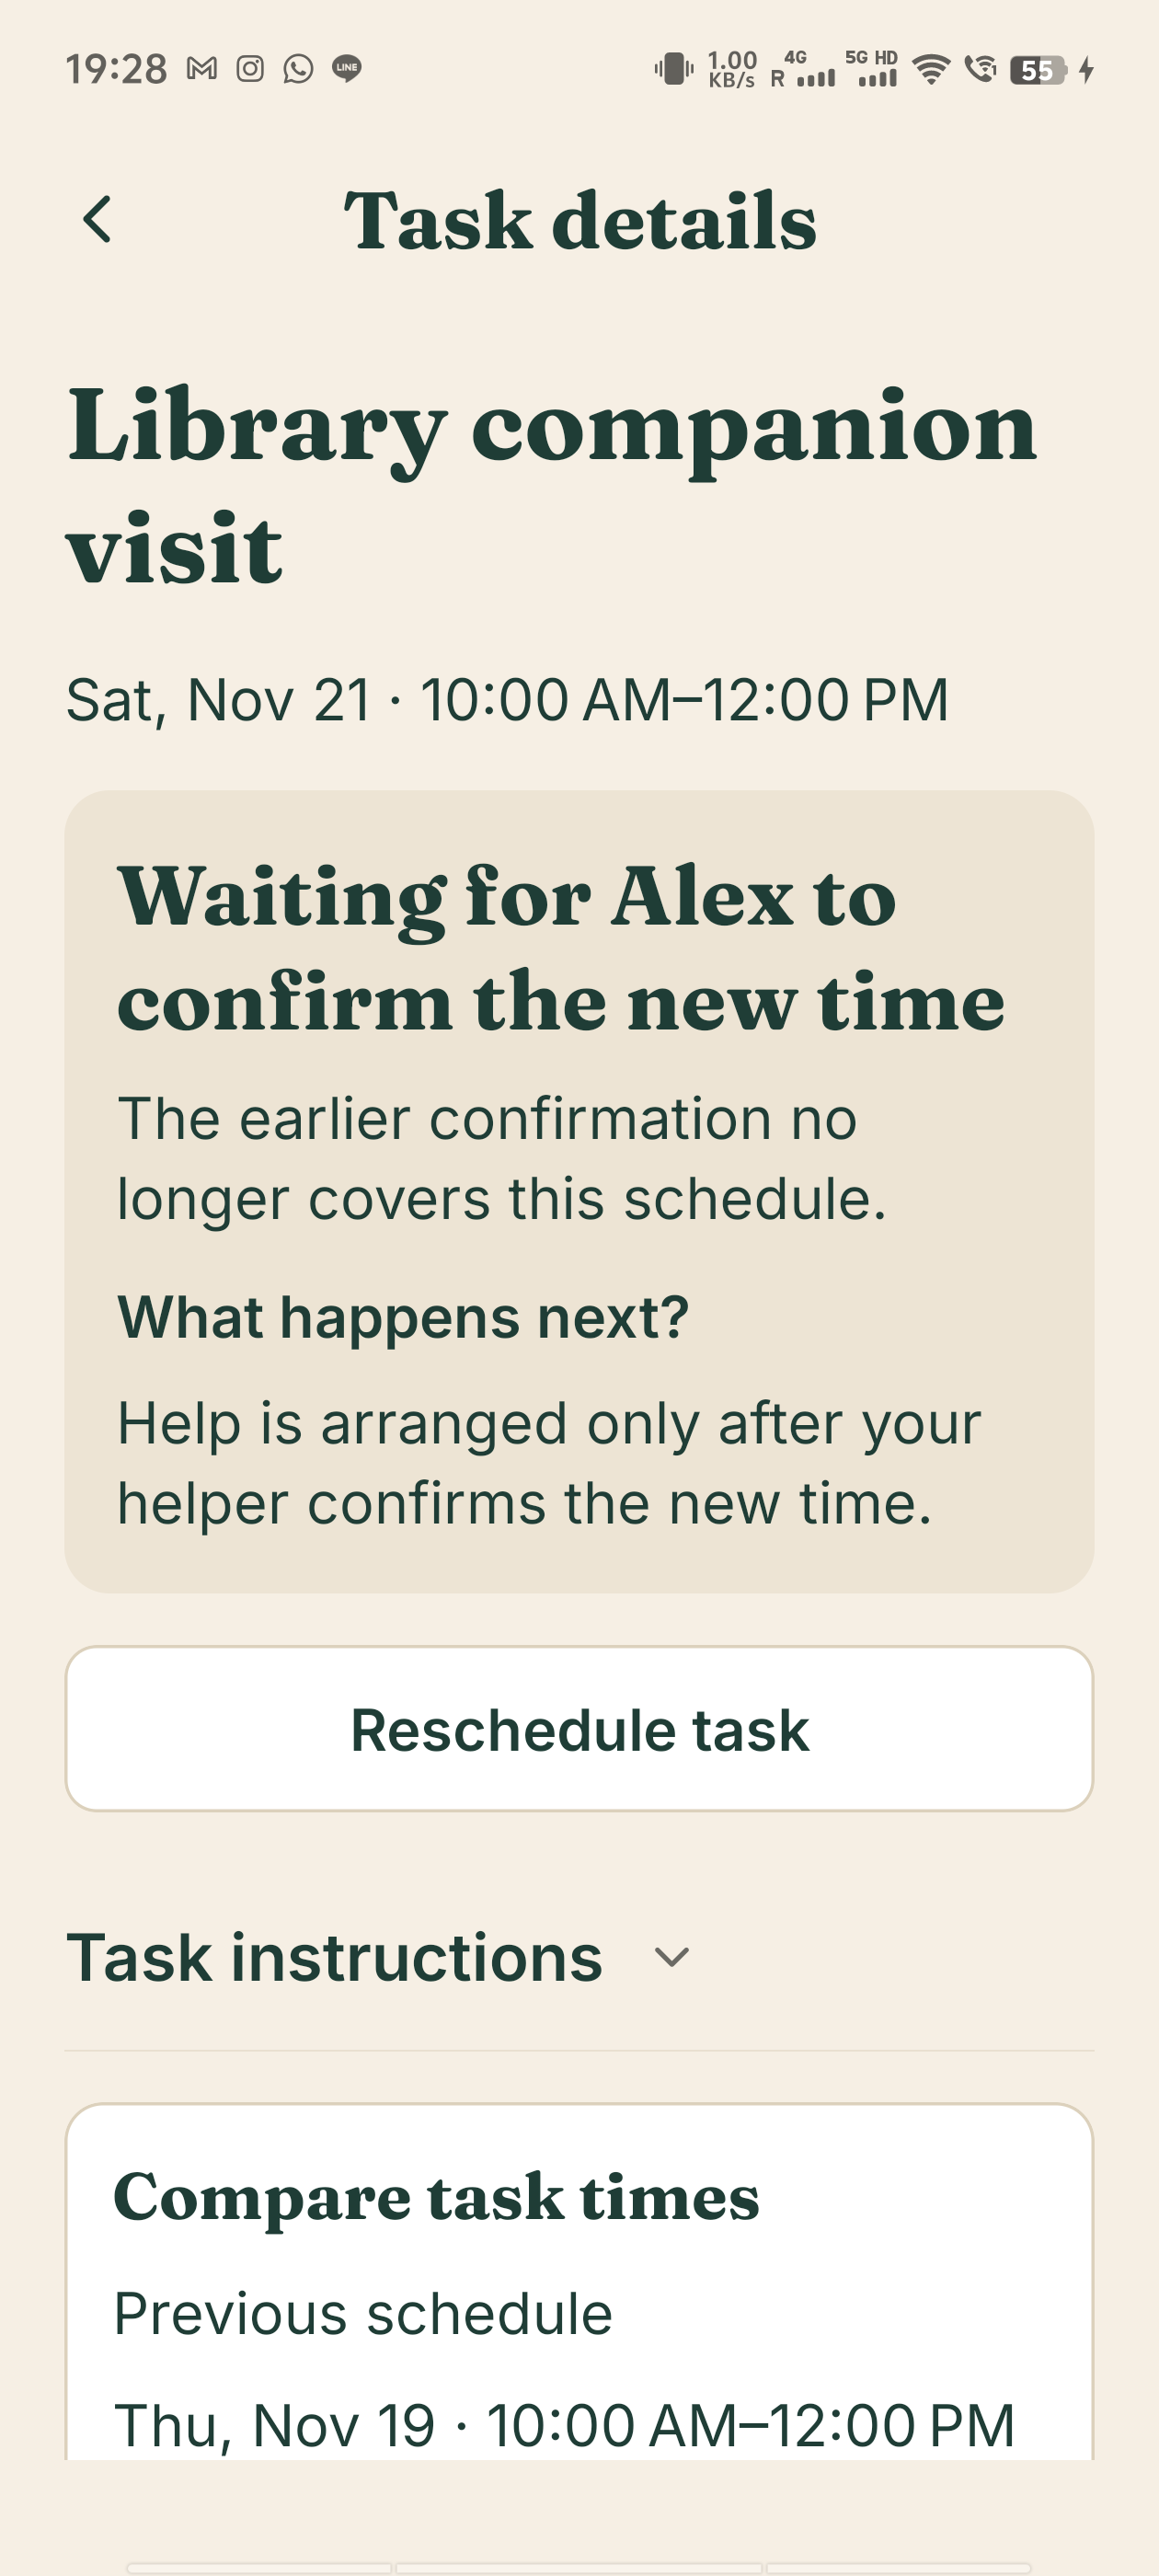 19:28
LINE
1.00
KB/s
R
4G
5G HD
55
Task details
Library companion
visit
Sat, Nov 21 · 10:00 AM–12:00 PM
Waiting for Alex to
confirm the new time
The earlier confirmation no
longer covers this schedule.
What happens next?
Help is arranged only after your
helper confirms the new time.
Reschedule task
Task instructions
Compare task times
Previous schedule
Thu, Nov 19 · 10:00 AM–12:00 PM